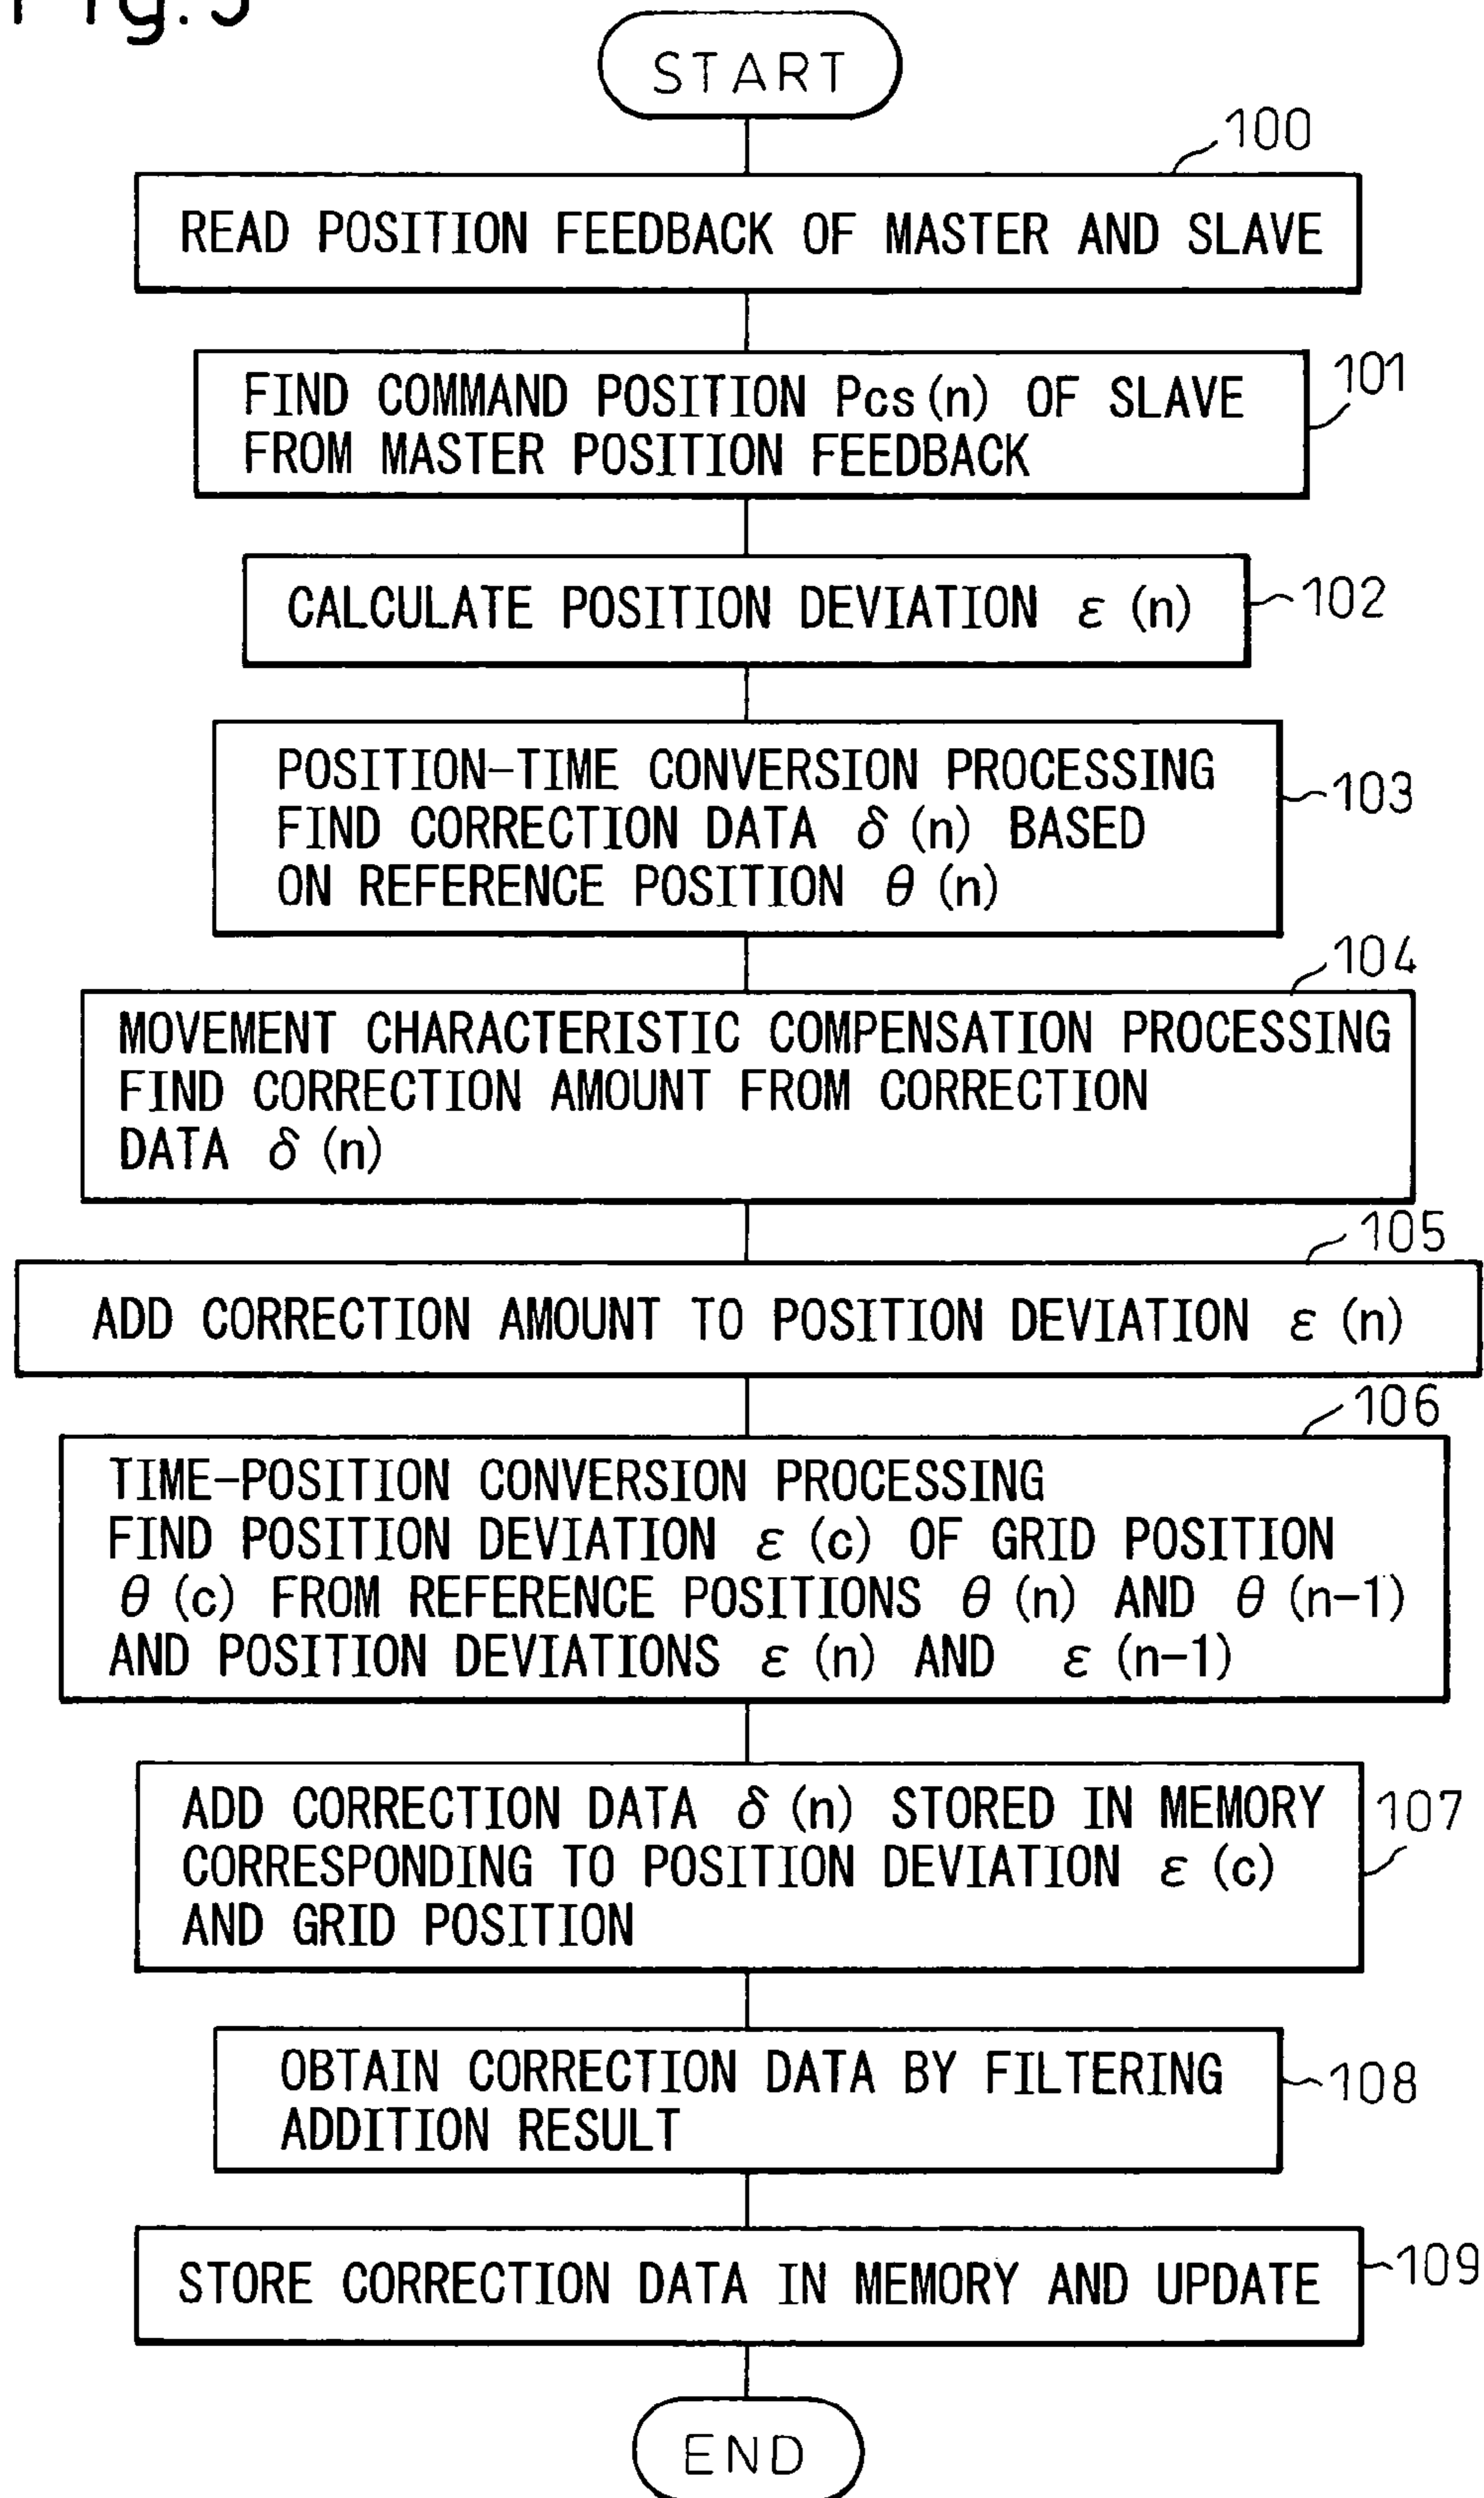 START
100
READ POSITION FEEDBACK OF MASTER AND SLAVE
101
FIND COMMAND POSITION Pcs(n) OF SLAVE
FROM MASTER POSITION FEEDBACK
CALCULATE POSITION DEVIATION ε (n)
102
POSITION-TIME CONVERSION PROCESSING
FIND CORRECTION DATA δ (n) BASED
ON REFERENCE POSITION θ (n)
103
104
MOVEMENT CHARACTERISTIC COMPENSATION PROCESSING
FIND CORRECTION AMOUNT FROM CORRECTION
DATA δ (n)
105
ADD CORRECTION AMOUNT TO POSITION DEVIATION ε (n)
106
TIME-POSITION CONVERSION PROCESSING
FIND POSITION DEVIATION ε (c) OF GRID POSITION
θ (c) FROM REFERENCE POSITIONS θ (n) AND θ (n-1)
AND POSITION DEVIATIONS ε (n) AND ε (n-1)
ADD CORRECTION DATA δ (n) STORED IN MEMORY
CORRESPONDING TO POSITION DEVIATION ε (c)
AND GRID POSITION
107
OBTAIN CORRECTION DATA BY FILTERING
ADDITION RESULT
108
STORE CORRECTION DATA IN MEMORY AND UPDATE
109
END